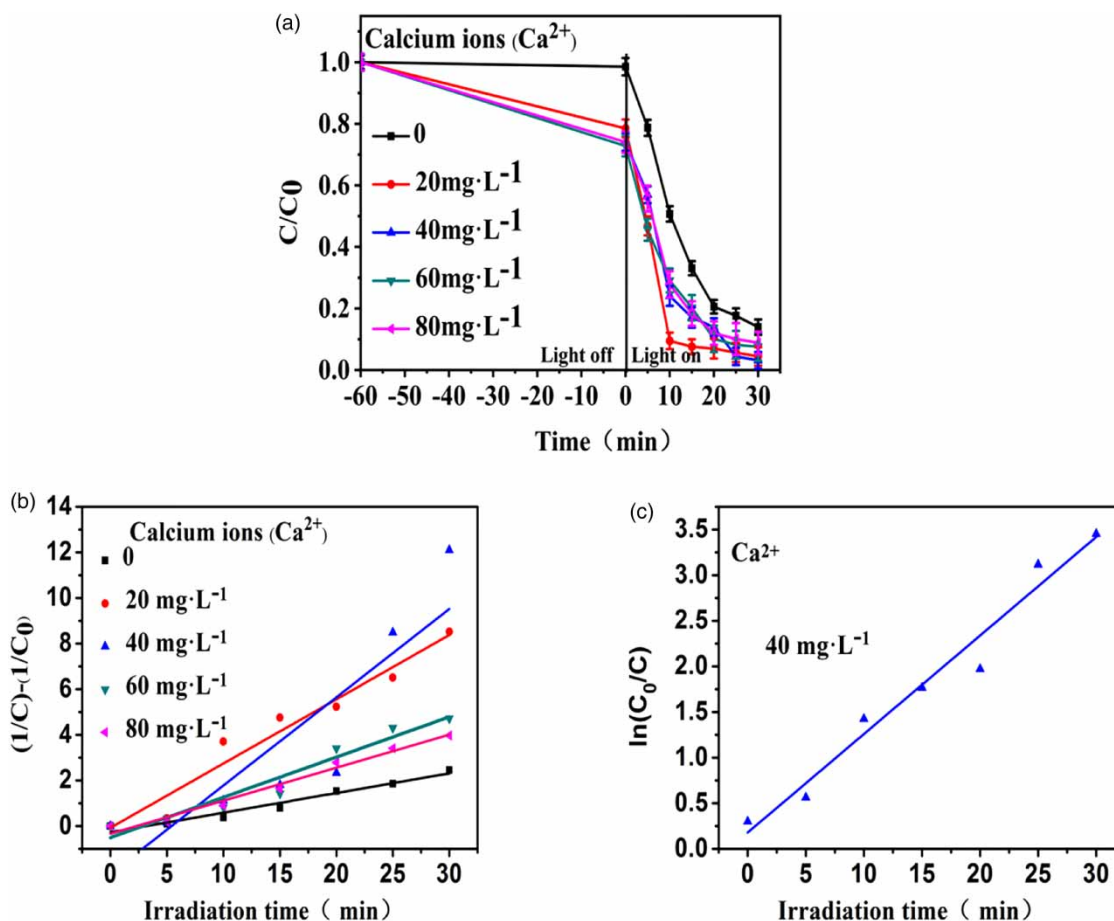 (a)
Calcium ions (Ca²⁺)
1.0
0.8
0.6
0.4
0.2
0.0
C/C0
0
20mg·L⁻¹
40mg·L⁻¹
60mg·L⁻¹
80mg·L⁻¹
Light off
Light on
-60 -50 -40 -30 -20 -10 0 10 20 30
Time（min）
(b)
Calcium ions (Ca²⁺)
14
12
10
8
6
4
2
0
(1/C)-(1/C₀)
0
20 mg·L⁻¹
40 mg·L⁻¹
60 mg·L⁻¹
80 mg·L⁻¹
0 5 10 15 20 25 30
Irradiation time（ min）
(c)
Ca²⁺
40 mg·L⁻¹
3.5
3.0
2.5
2.0
1.5
1.0
0.5
0.0
ln(C₀/C)
0 5 10 15 20 25 30
Irradiation time（ min）